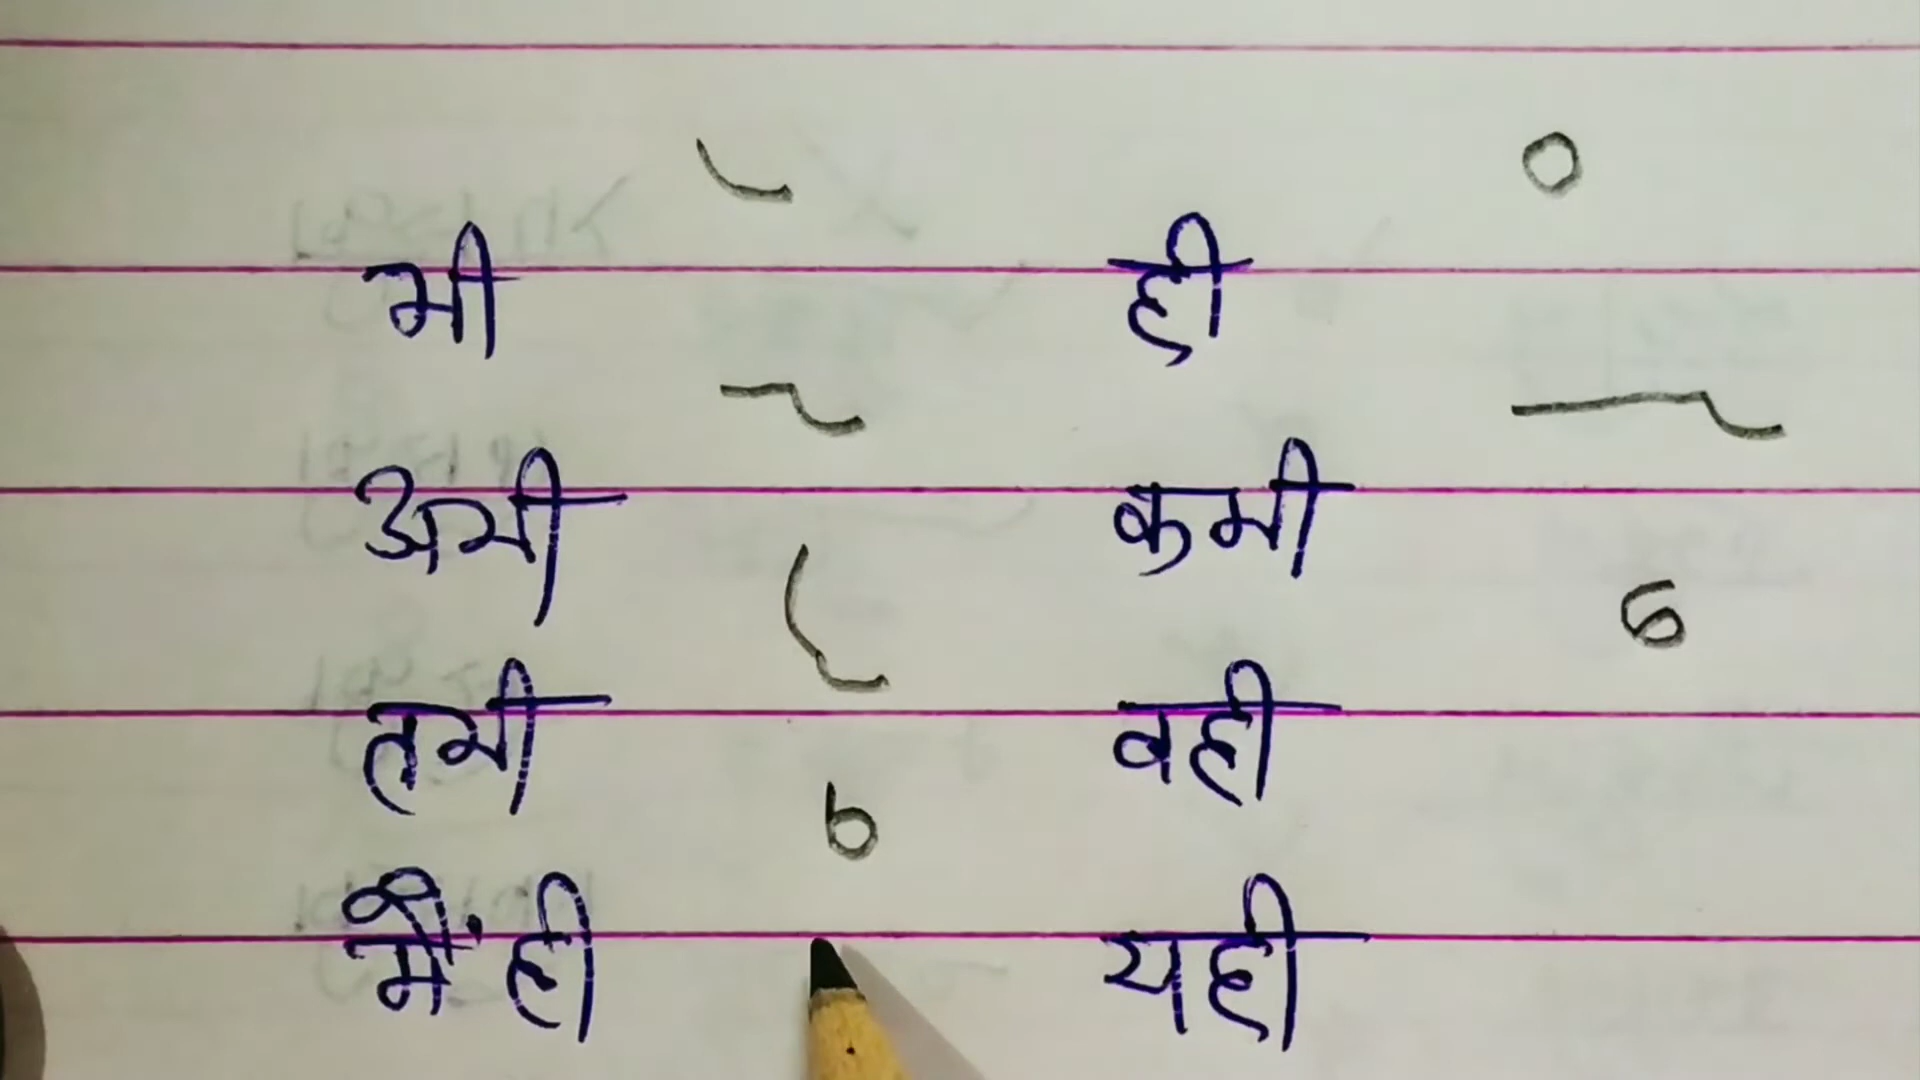 भी ही
अभी कभी
तभी वही
मैं ही यही